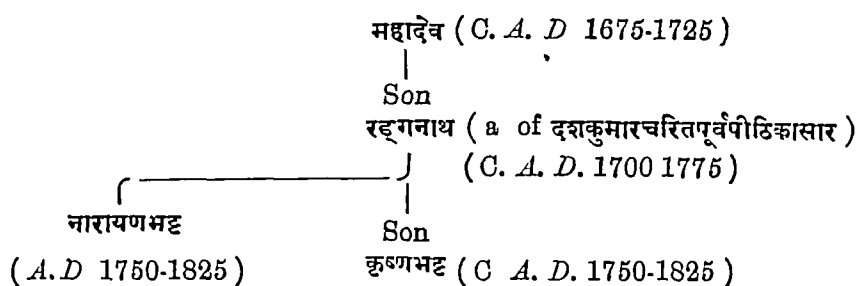 महादेव ( C. A. D 1675-1725 )
Son
रङ्गनाथ ( a of दशकुमारचरितपूर्वपीठिकासार )
( C. A. D. 1700 1775 )
नारायणभट्ट
Son
( A.D 1750-1825 ) कृष्णभट्ट ( C A. D. 1750-1825 )